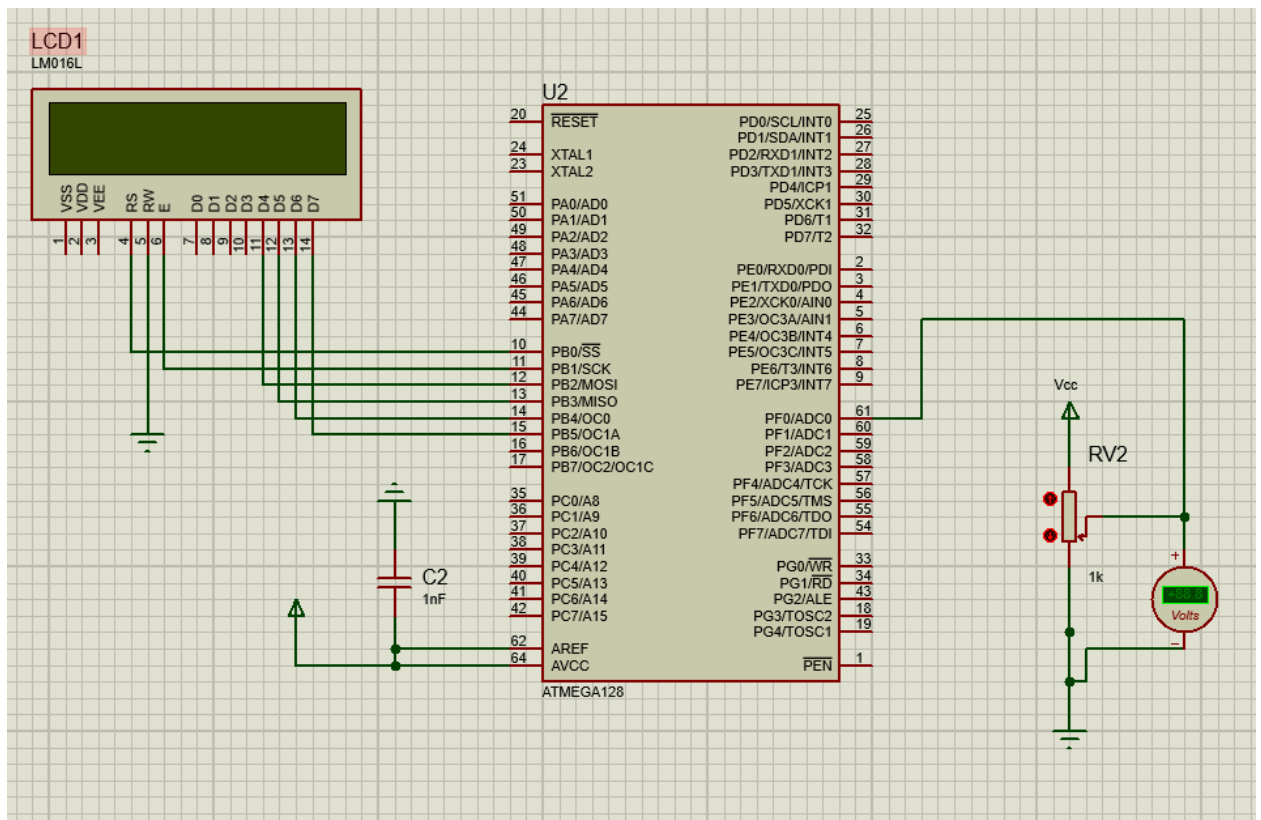 LCD1
LM016L
VSS
VDD
VEE
RS
RW
E
D0
D1
D2
D3
D4
D5
D6
D7
1
2
3
4
5
6
7
8
9
10
11
12
13
14
U2
20 RESET
24 XTAL1
23 XTAL2
51 PA0/AD0
50 PA1/AD1
49 PA2/AD2
48 PA3/AD3
47 PA4/AD4
46 PA5/AD5
45 PA6/AD6
44 PA7/AD7
10 PB0/SS
11 PB1/SCK
12 PB2/MOSI
13 PB3/MISO
14 PB4/OC0
15 PB5/OC1A
16 PB6/OC1B
17 PB7/OC2/OC1C
35 PC0/A8
36 PC1/A9
37 PC2/A10
38 PC3/A11
39 PC4/A12
40 PC5/A13
41 PC6/A14
42 PC7/A15
62 AREF
64 AVCC
PD0/SCL/INT0 25
PD1/SDA/INT1 26
PD2/RXD1/INT2 27
PD3/TXD1/INT3 28
PD4/ICP1 29
PD5/XCK1 30
PD6/T1 31
PD7/T2 32
PE0/RXD0/PDI 2
PE1/TXD0/PDO 3
PE2/XCK0/AIN0 4
PE3/OC3A/AIN1 5
PE4/OC3B/INT4 6
PE5/OC3C/INT5 7
PE6/T3/INT6 8
PE7/ICP3/INT7 9
PF0/ADC0 61
PF1/ADC1 60
PF2/ADC2 59
PF3/ADC3 58
PF4/ADC4/TCK 57
PF5/ADC5/TMS 56
PF6/ADC6/TDO 55
PF7/ADC7/TDI 54
PG0/WR 33
PG1/RD 34
PG2/ALE 43
PG3/TOSC2 18
PG4/TOSC1 19
PEN 1
ATMEGA128
C2
1nF
Vcc
RV2
1k
+
+88.8
Volts
-